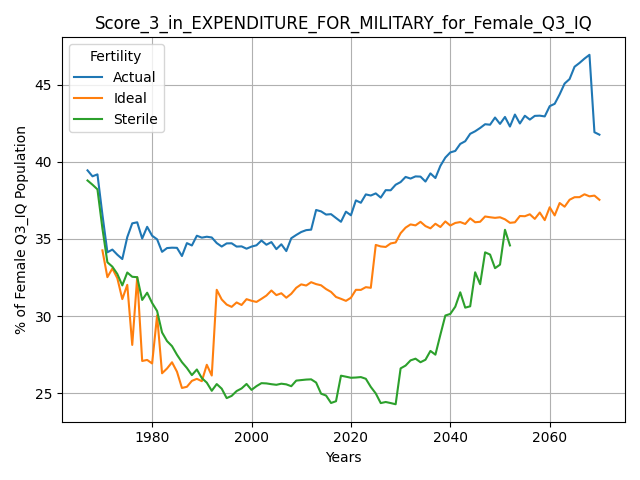 Score_3_in_EXPENDITURE_FOR_MILITARY_for_Female_Q3_IQ
Fertility
Actual
Ideal
Sterile
% of Female Q3_IQ Population
45
40
35
30
25
1980
2000
2020
2040
2060
Years